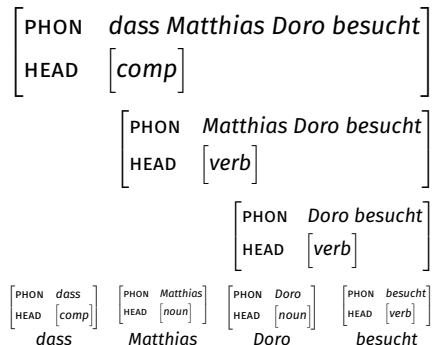 PHON dass Matthias Doro besucht
HEAD [comp]
PHON Matthias Doro besucht
HEAD [verb]
PHON Doro besucht
HEAD [verb]
PHON dass PHON Matthias PHON Doro PHON besucht
HEAD [comp] HEAD [noun] HEAD [noun] HEAD [verb]
dass Matthias Doro besucht